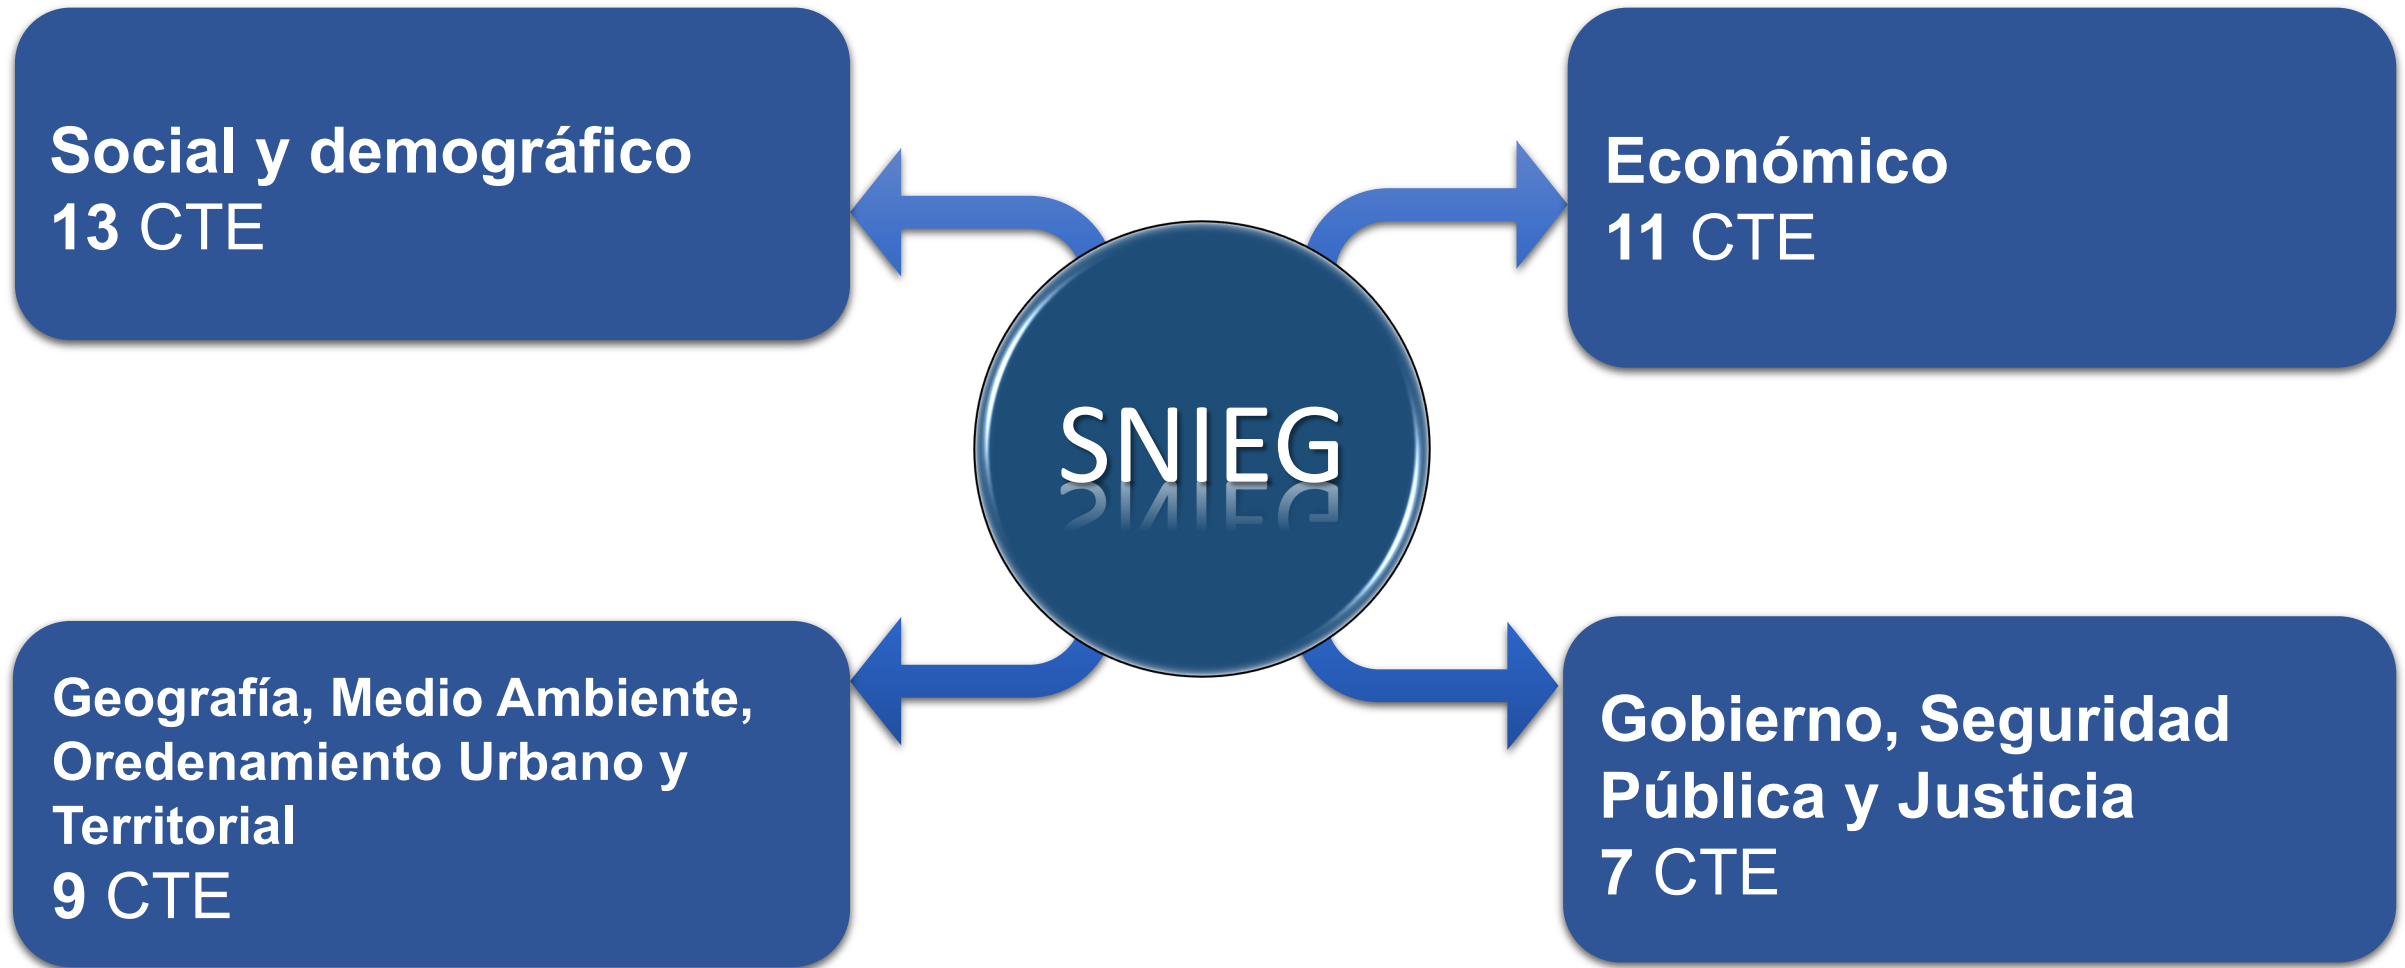 Social y demográfico
13 CTE
Económico
11 CTE
SNIEG
Geografía, Medio Ambiente,
Oredenamiento Urbano y
Territorial
9 CTE
Gobierno, Seguridad
Pública y Justicia
7 CTE